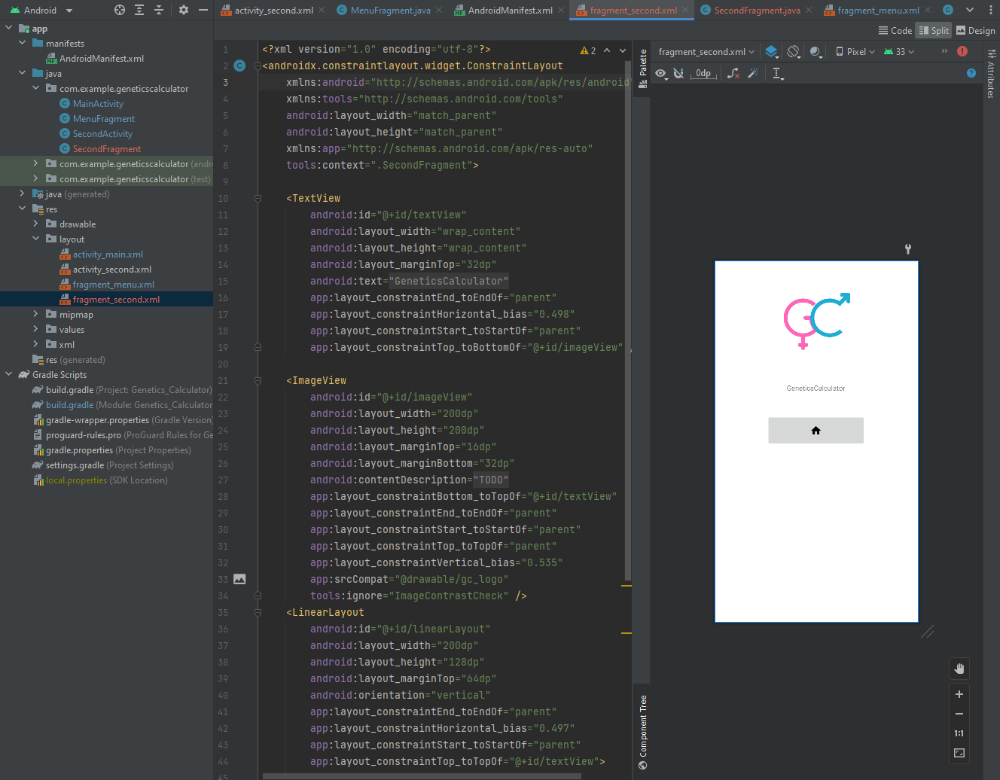 Android
activity_second.xml
MenuFragment.java
AndroidManifest.xml
fragment_second.xml
SecondFragment.java
fragment_menu.xml
Code
Split
Design
app
manifests
AndroidManifest.xml
java
com.example.geneticscalculator
MainActivity
MenuFragment
SecondActivity
SecondFragment
com.example.geneticscalculator (andro
com.example.geneticscalculator (test)
java (generated)
res
drawable
layout
activity_main.xml
activity_second.xml
fragment_menu.xml
fragment_second.xml
mipmap
values
xml
res (generated)
Gradle Scripts
build.gradle (Project: Genetics_Calculator)
build.gradle (Module: Genetics_Calculator
gradle-wrapper.properties (Gradle Version)
proguard-rules.pro (ProGuard Rules for Ge
gradle.properties (Project Properties)
settings.gradle (Project Settings)
local.properties (SDK Location)
1 <?xml version="1.0" encoding="utf-8"?>
2 <androidx.constraintlayout.widget.ConstraintLayout
3 xmlns:android="http://schemas.android.com/apk/res/android"
4 xmlns:tools="http://schemas.android.com/tools"
5 android:layout_width="match_parent"
6 android:layout_height="match_parent"
7 xmlns:app="http://schemas.android.com/apk/res-auto"
8 tools:context=".SecondFragment">
9
10 <TextView
11 android:id="@+id/textView"
12 android:layout_width="wrap_content"
13 android:layout_height="wrap_content"
14 android:layout_marginTop="32dp"
15 android:text="GeneticsCalculator"
16 app:layout_constraintEnd_toEndOf="parent"
17 app:layout_constraintHorizontal_bias="0.498"
18 app:layout_constraintStart_toStartOf="parent"
19 app:layout_constraintTop_toBottomOf="@+id/imageView" /
20
21 <ImageView
22 android:id="@+id/imageView"
23 android:layout_width="200dp"
24 android:layout_height="200dp"
25 android:layout_marginTop="16dp"
26 android:layout_marginBottom="32dp"
27 android:contentDescription="TODO"
28 app:layout_constraintBottom_toTopOf="@+id/textView"
29 app:layout_constraintEnd_toEndOf="parent"
30 app:layout_constraintStart_toStartOf="parent"
31 app:layout_constraintTop_toTopOf="parent"
32 app:layout_constraintVertical_bias="0.535"
33 app:srcCompat="@drawable/gc_logo"
34 tools:ignore="ImageContrastCheck" />
35 <LinearLayout
36 android:id="@+id/linearLayout"
37 android:layout_width="200dp"
38 android:layout_height="128dp"
39 android:layout_marginTop="64dp"
40 android:orientation="vertical"
41 app:layout_constraintEnd_toEndOf="parent"
42 app:layout_constraintHorizontal_bias="0.497"
43 app:layout_constraintStart_toStartOf="parent"
44 app:layout_constraintTop_toTopOf="@+id/textView">
45
2
Palette
Component Tree
fragment_second.xml
Pixel
33
0dp
Attributes
GC
GeneticsCalculator
1:1